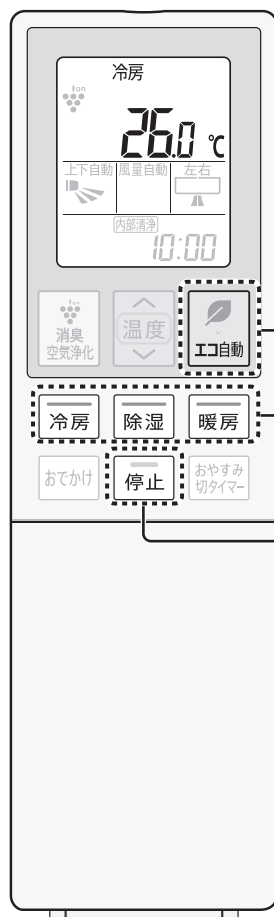 冷房
ion
26.0 ℃
上下自動 風量自動 左右
内部清浄
10:00
ion
消臭
空気浄化
温度
エコ自動
冷房 除湿 暖房
おでかけ 停止 おやすみ
切タイマー